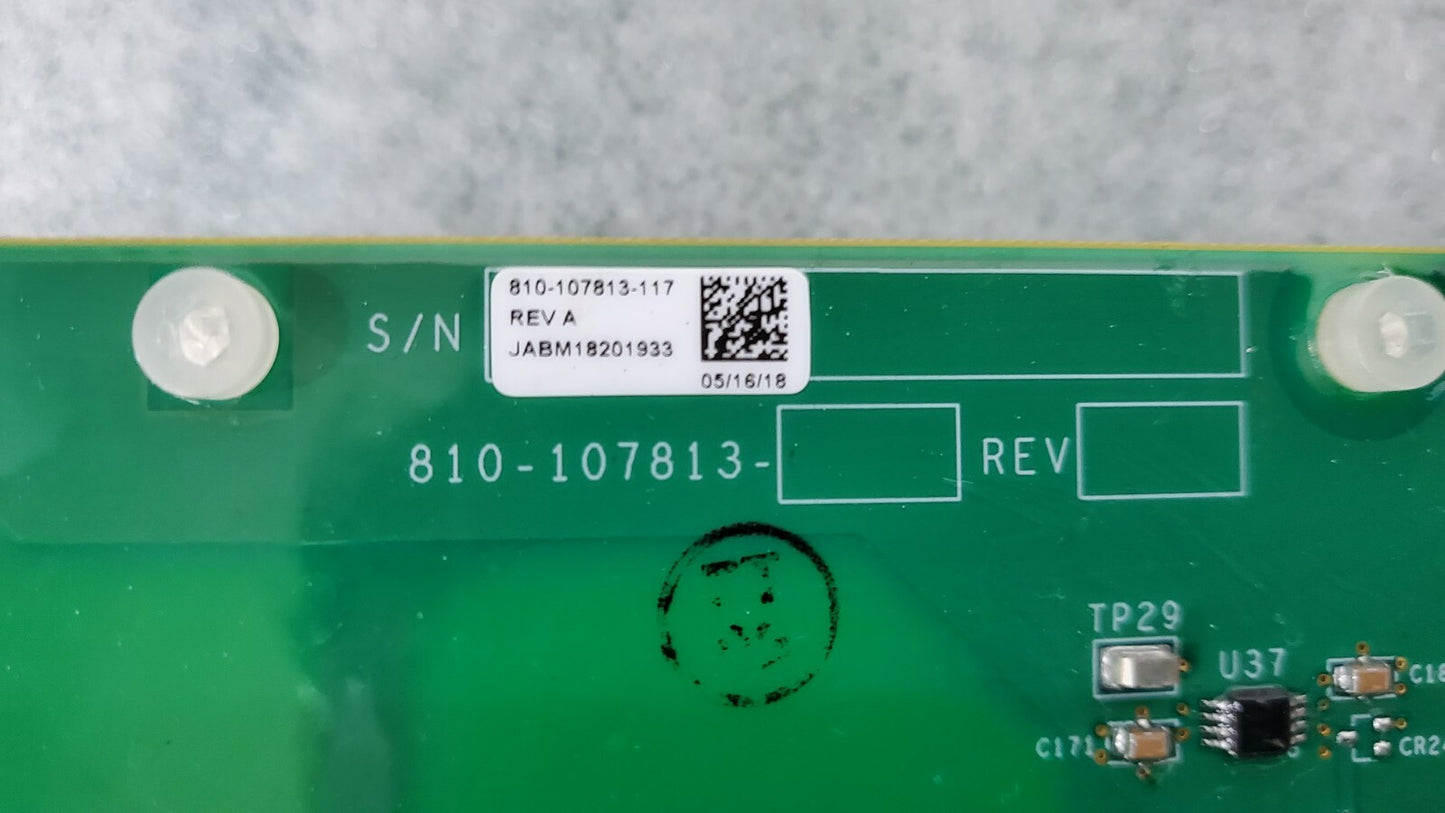 S/N
810-107813-117
REV A
JABM18201933
05/16/18
810-107813- REV
TP29
U37
C171